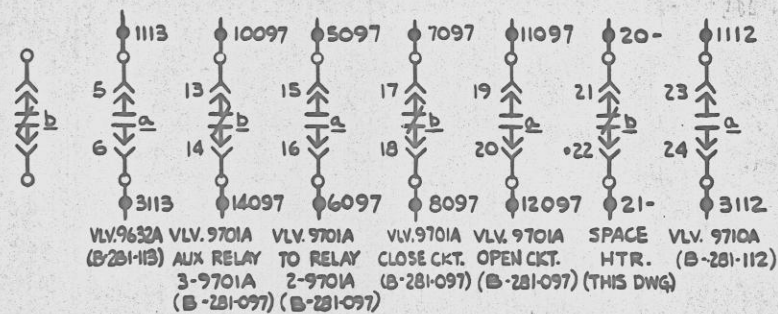 1113 10097 5097 7097 11097 20- 1112
5 13 15 17 19 21 23
b a b a b a b a
6 14 16 18 20 22 24
3113 14097 6097 8097 12097 21- 3112
VLV. 9632A VLV. 9701A VLV. 9701A VLV. 9701A VLV. 9701A SPACE VLV. 9710A
(B-281-113) AUX RELAY TO RELAY CLOSE CKT. OPEN CKT. HTR. (B-281-112)
3-9701A 2-9701A (B-281-097) (B-281-097) (THIS DWG)
(B-281-097) (B-281-097)